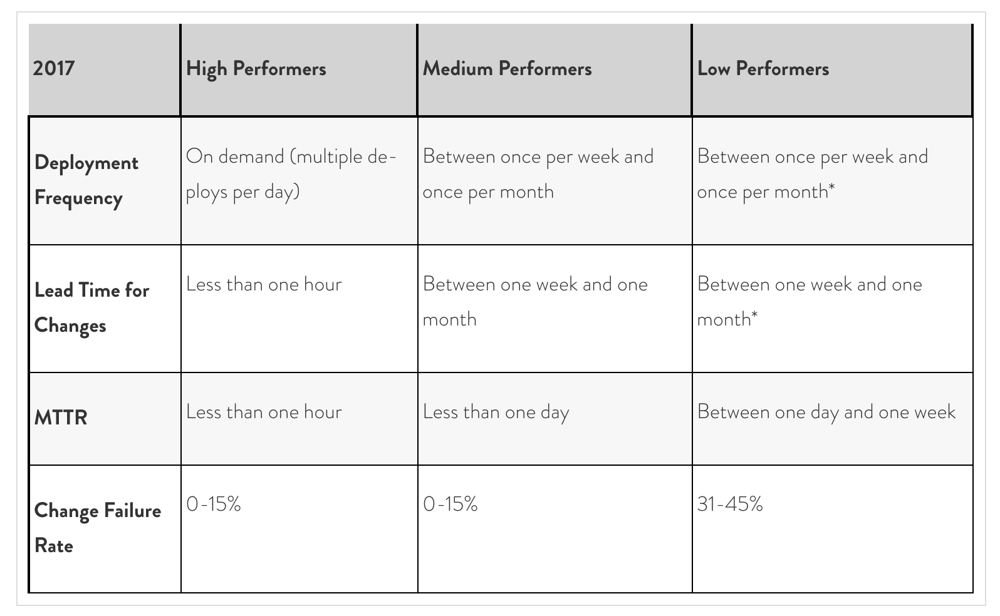 2017 High Performers Medium Performers Low Performers
Deployment Frequency
On demand (multiple de-
ploys per day)
Between once per week and
once per month
Between once per week and
once per month*
Lead Time for
Changes
Less than one hour
Between one week and one
month
Between one week and one
month*
MTTR
Less than one hour
Less than one day
Between one day and one week
Change Failure
Rate
0-15%
0-15%
31-45%